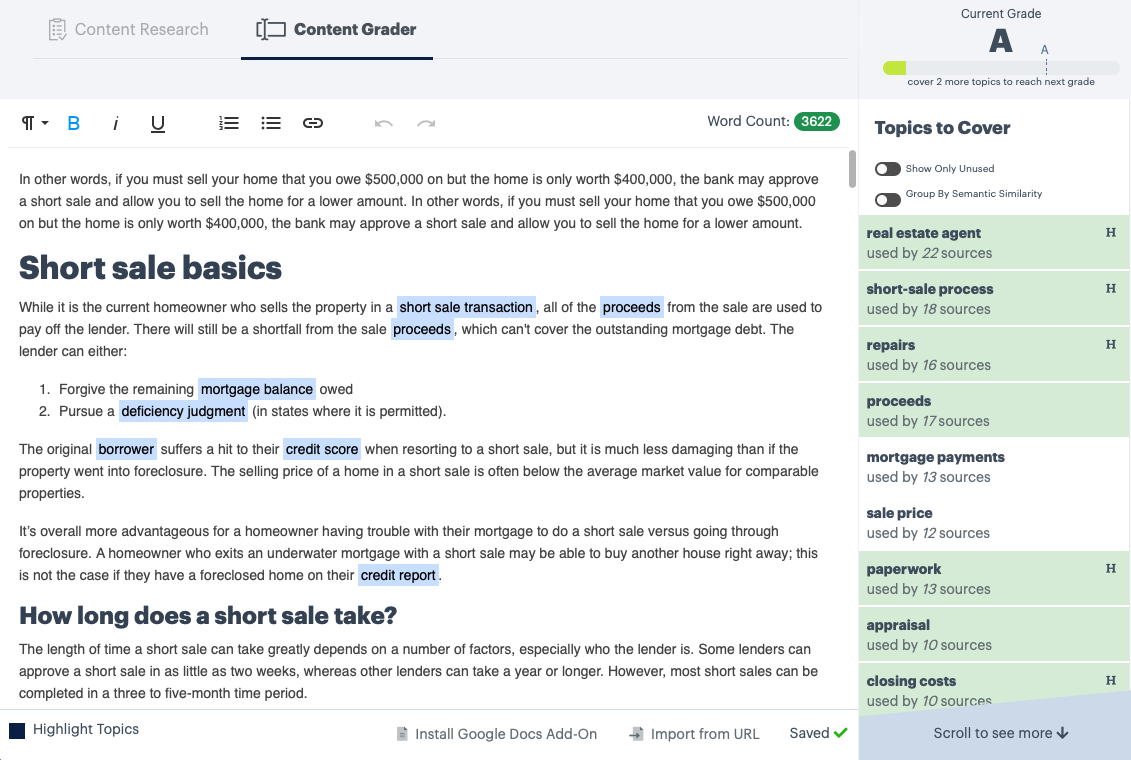 Content Research
Content Grader
Current Grade
A
A
cover 2 more topics to reach next grade
B i U
Word Count: 3622
In other words, if you must sell your home that you owe $500,000 on but the home is only worth $400,000, the bank may approve
a short sale and allow you to sell the home for a lower amount. In other words, if you must sell your home that you owe $500,000
on but the home is only worth $400,000, the bank may approve a short sale and allow you to sell the home for a lower amount.
Short sale basics
While it is the current homeowner who sells the property in a short sale transaction, all of the proceeds from the sale are used to
pay off the lender. There will still be a shortfall from the sale proceeds, which can't cover the outstanding mortgage debt. The
lender can either:
1. Forgive the remaining mortgage balance owed
2. Pursue a deficiency judgment (in states where it is permitted).
The original borrower suffers a hit to their credit score when resorting to a short sale, but it is much less damaging than if the
property went into foreclosure. The selling price of a home in a short sale is often below the average market value for comparable
properties.
It's overall more advantageous for a homeowner having trouble with their mortgage to do a short sale versus going through
foreclosure. A homeowner who exits an underwater mortgage with a short sale may be able to buy another house right away; this
is not the case if they have a foreclosed home on their credit report.
How long does a short sale take?
The length of time a short sale can take greatly depends on a number of factors, especially who the lender is. Some lenders can
approve a short sale in as little as two weeks, whereas other lenders can take a year or longer. However, most short sales can be
completed in a three to five-month time period.
Highlight Topics
Install Google Docs Add-On
Import from URL
Saved
Topics to Cover
Show Only Unused
Group By Semantic Similarity
real estate agent H
used by 22 sources
short-sale process H
used by 18 sources
repairs H
used by 16 sources
proceeds
used by 17 sources
mortgage payments
used by 13 sources
sale price
used by 12 sources
paperwork H
used by 13 sources
appraisal
used by 10 sources
closing costs H
used by 10 sources
Scroll to see more